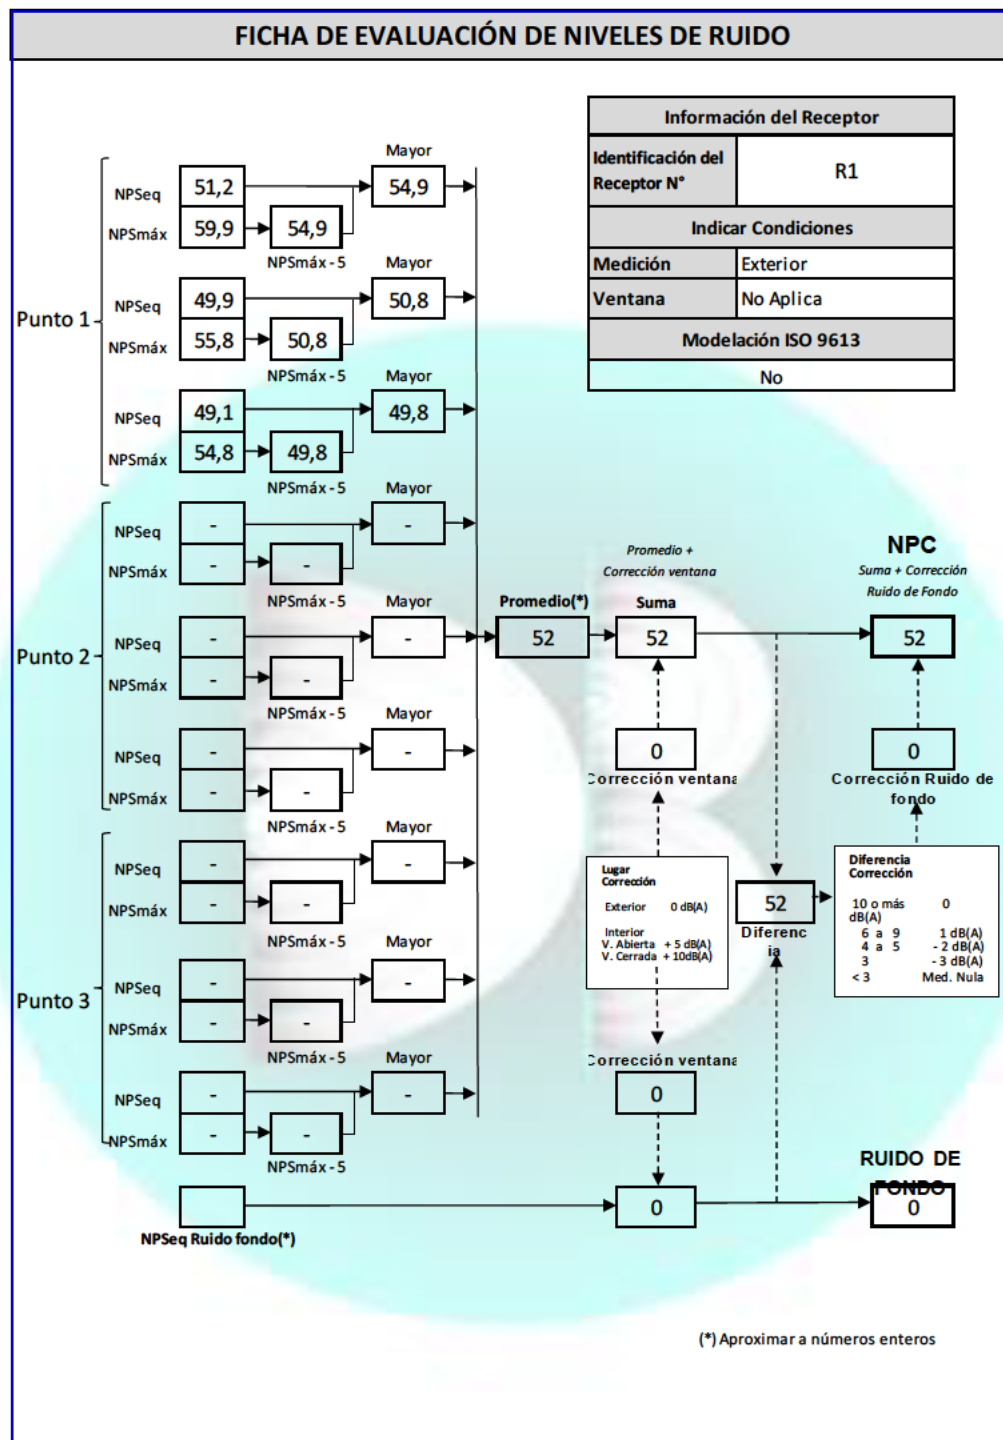 FICHA DE EVALUACIÓN DE NIVELES DE RUIDO
Información del Receptor
Identificación del Receptor N°
R1
Indicar Condiciones
Medición
Exterior
Ventana
No Aplica
Modelación ISO 9613
No
Punto 1
Mayor
NPSeq
51,2
54,9
NPSmáx
59,9
54,9
NPSmáx - 5
Mayor
NPSeq
49,9
50,8
NPSmáx
55,8
50,8
NPSmáx - 5
Mayor
NPSeq
49,1
49,8
NPSmáx
54,8
49,8
NPSmáx - 5
Punto 2
Mayor
NPSeq
-
-
NPSmáx
-
-
NPSmáx - 5
Mayor
NPSeq
-
-
NPSmáx
-
-
NPSmáx - 5
Mayor
NPSeq
-
-
NPSmáx
-
-
NPSmáx - 5
Punto 3
Mayor
NPSeq
-
-
NPSmáx
-
-
NPSmáx - 5
Mayor
NPSeq
-
-
NPSmáx
-
-
NPSmáx - 5
Mayor
NPSeq
-
-
NPSmáx
-
-
NPSmáx - 5
NPSeq Ruido fondo(*)
Promedio(*)
52
Promedio +
Corrección ventana
Suma
52
0
Corrección ventana
Lugar
Corrección
Exterior 0 dB(A)
Interior
V. Abierta + 5 dB(A)
V. Cerrada + 10dB(A)
Corrección ventana
0
0
52
Diferenc
ia
NPC
Suma + Corrección
Ruido de Fondo
52
0
Corrección Ruido de
fondo
Diferencia
Corrección
10 o más 0
dB(A)
6 a 9 1 dB(A)
4 a 5 - 2 dB(A)
3 - 3 dB(A)
< 3 Med. Nula
RUIDO DE
FONDO
0
(*) Aproximar a números enteros